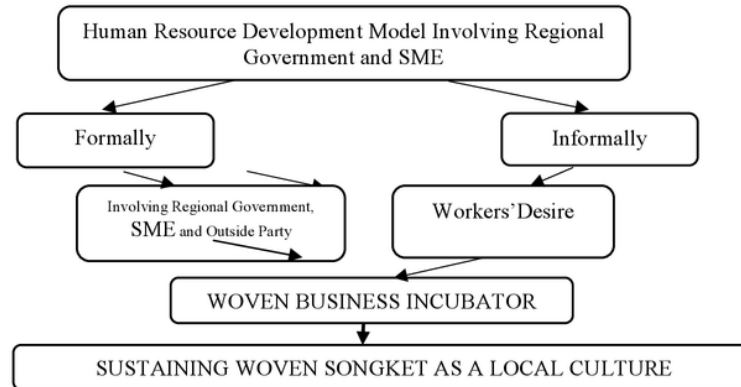 Human Resource Development Model Involving Regional
Government and SME
Formally
Informally
Involving Regional Government,
SME and Outside Party
Workers'Desire
WOVEN BUSINESS INCUBATOR
SUSTAINING WOVEN SONGKET AS A LOCAL CULTURE